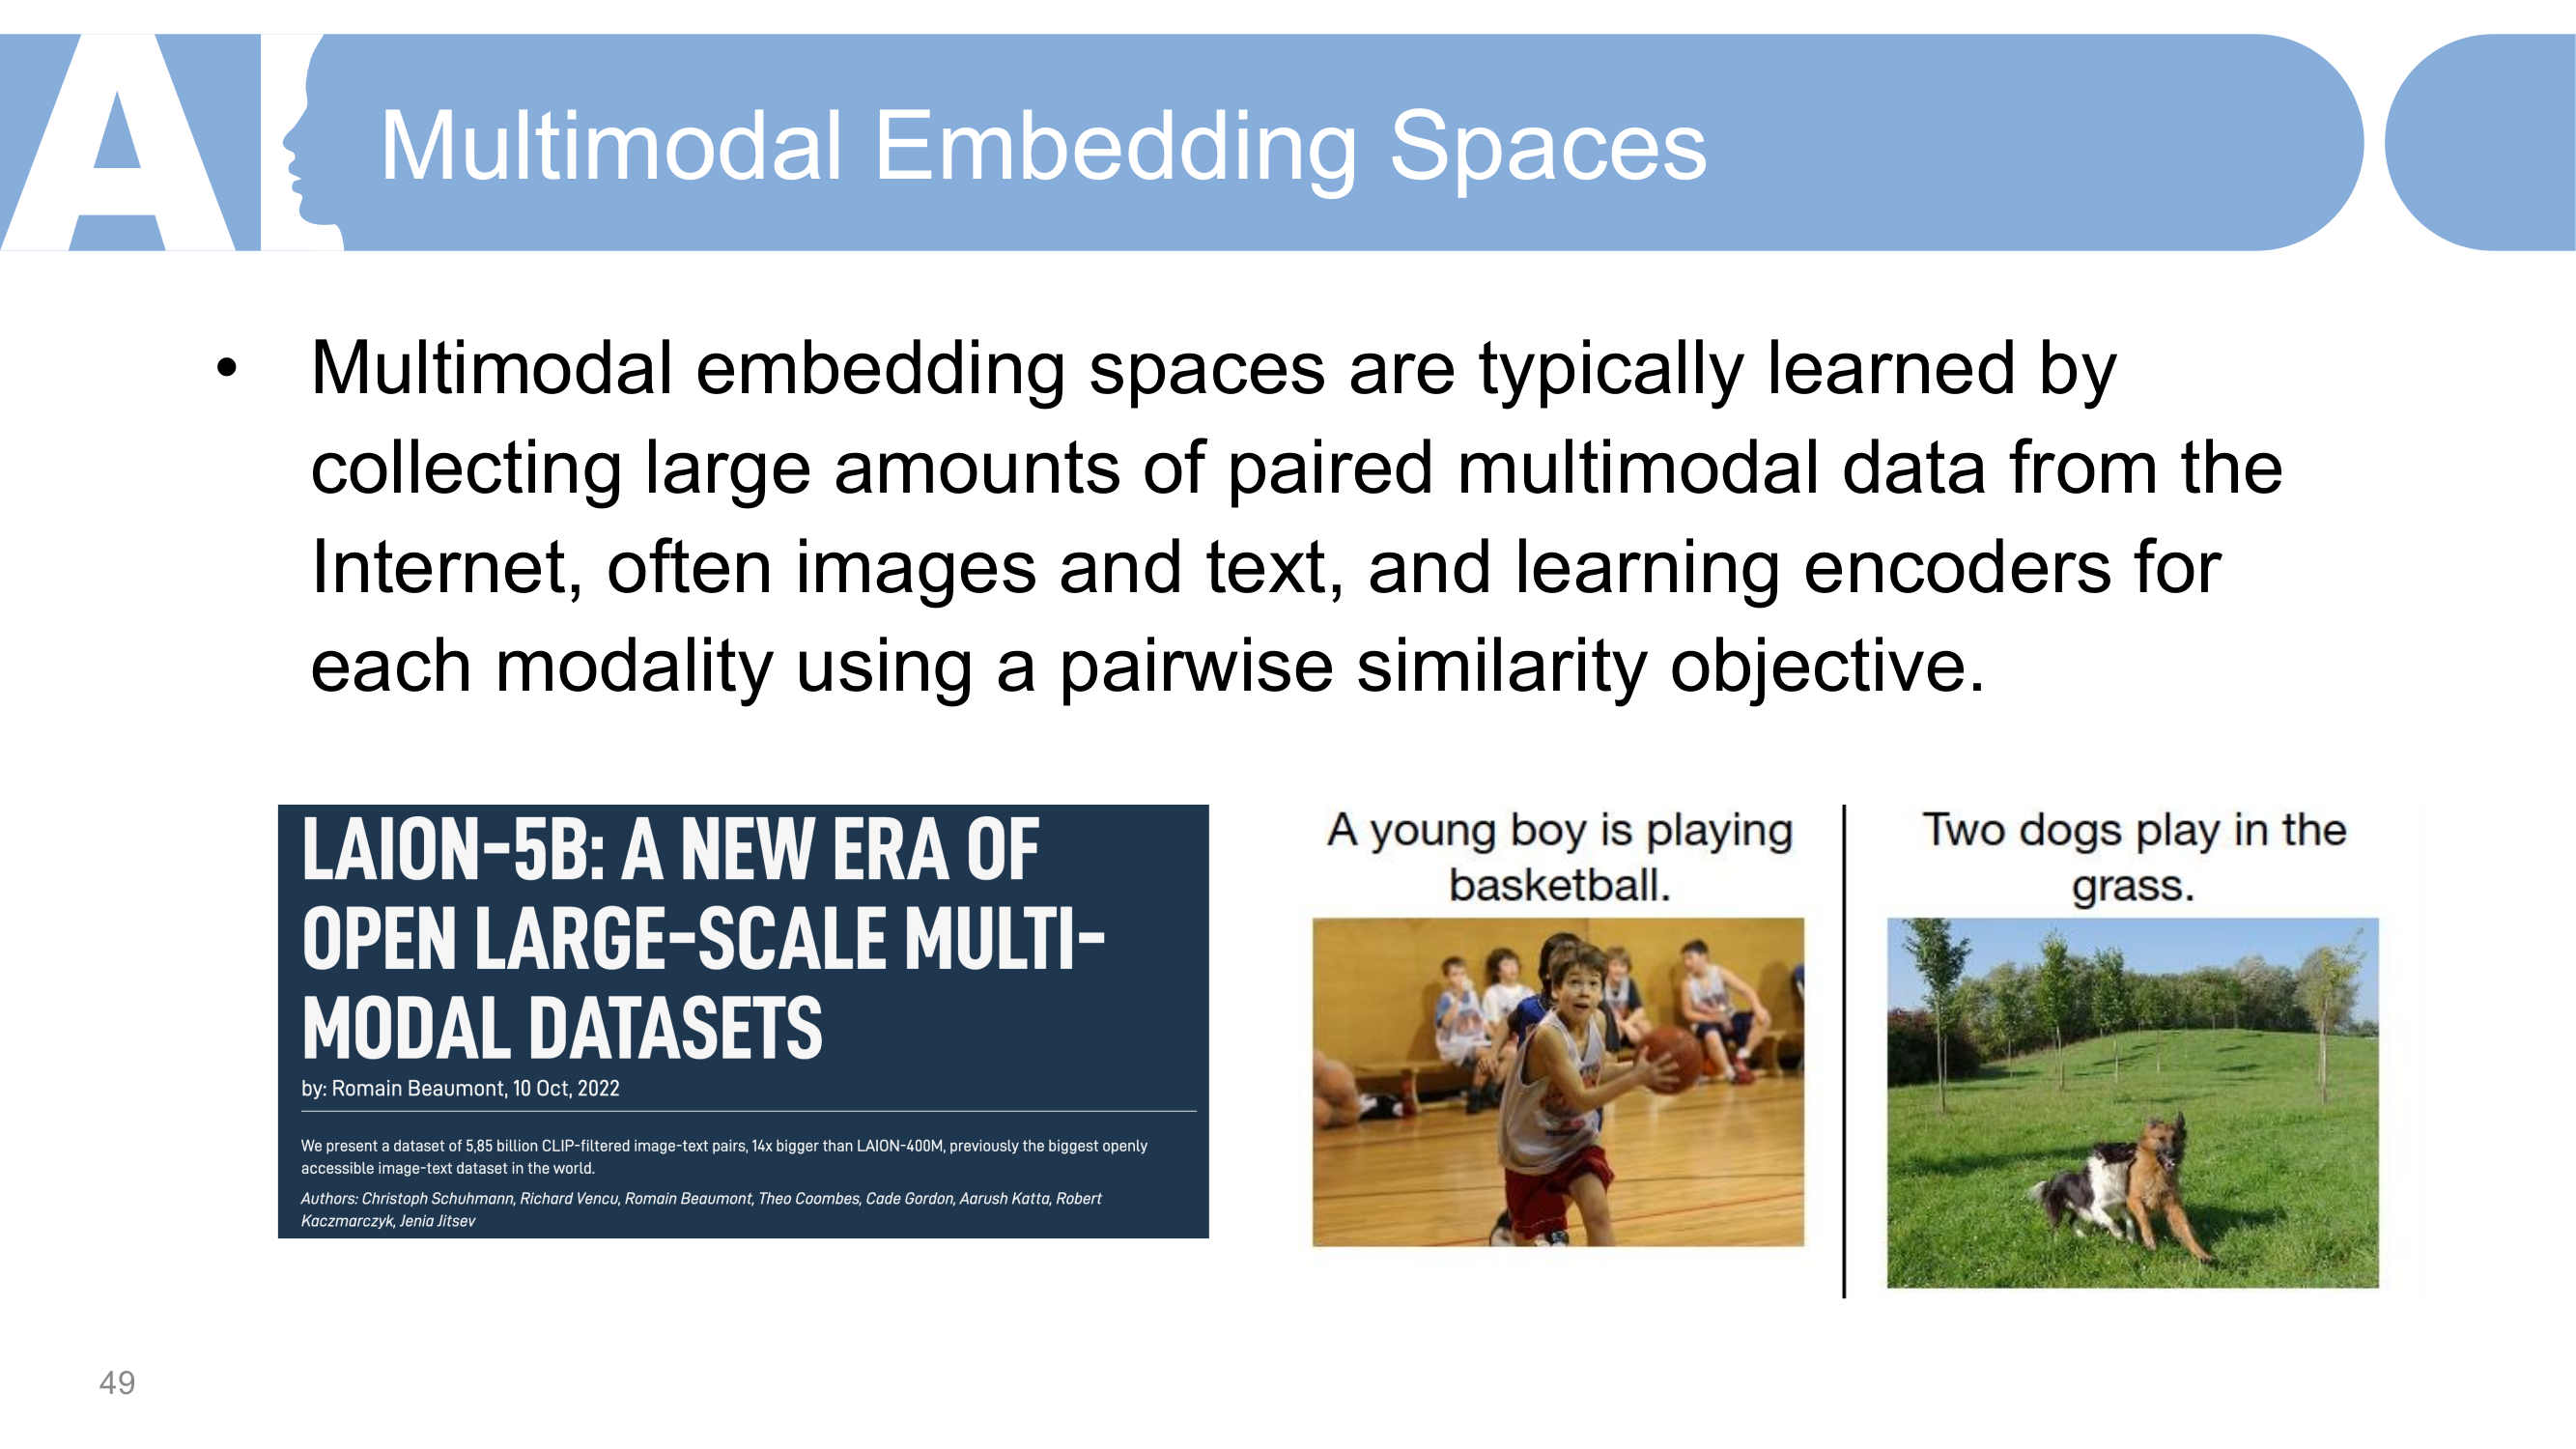 AI
Multimodal Embedding Spaces
• Multimodal embedding spaces are typically learned by
collecting large amounts of paired multimodal data from the
Internet, often images and text, and learning encoders for
each modality using a pairwise similarity objective.
LAION-5B: A NEW ERA OF
OPEN LARGE-SCALE MULTI-
MODAL DATASETS
by: Romain Beaumont, 10 Oct, 2022
We present a dataset of 5,85 billion CLIP-filtered image-text pairs, 14x bigger than LAION-400M, previously the biggest openly
accessible image-text dataset in the world.
Authors: Christoph Schuhmann, Richard Vencu, Romain Beaumont, Theo Coombes, Cade Gordon, Aarush Katta, Robert
Kaczmarczyk, Jenia Jitsev
A young boy is playing
basketball.
Two dogs play in the
grass.
49